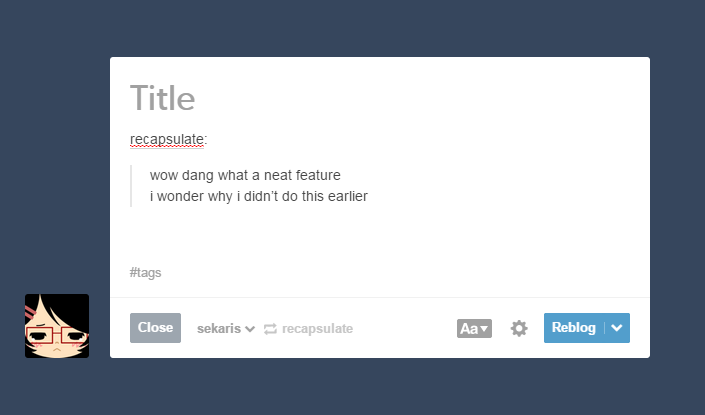 Title
recapsulate:
wow dang what a neat feature
i wonder why i didn't do this earlier
#tags
Close sekaris recapsulate Aa Reblog